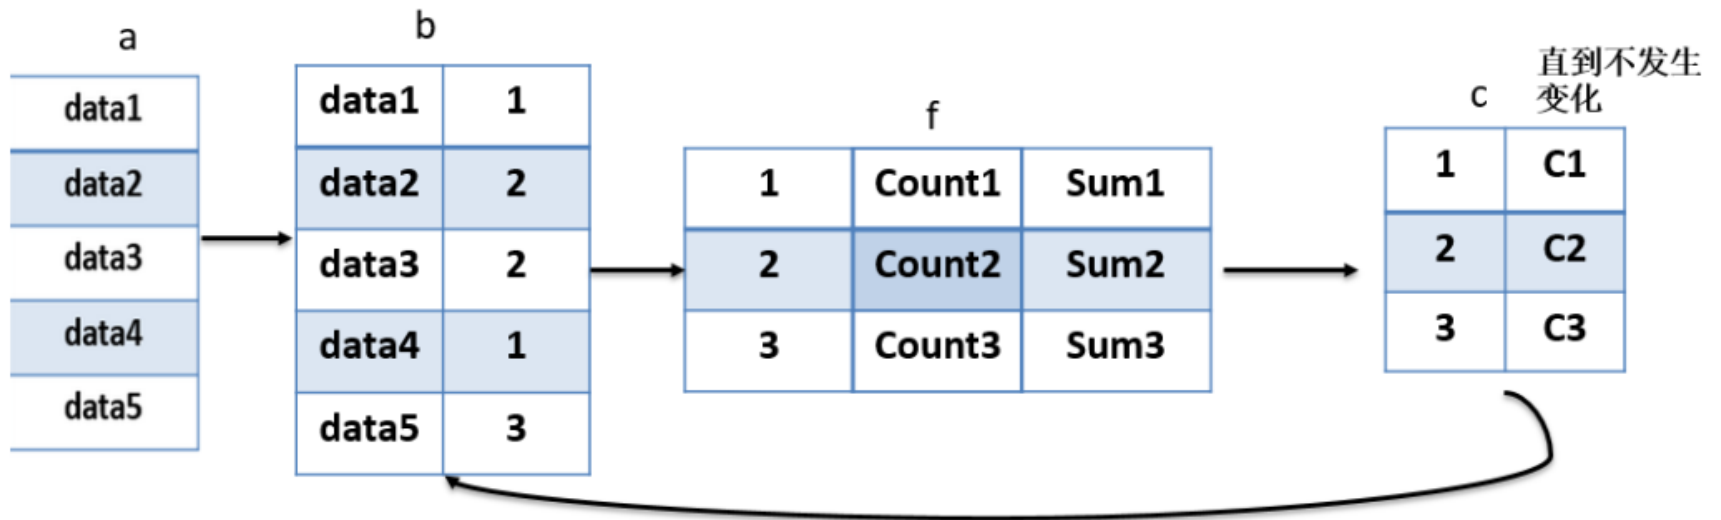 a
data1
data2
data3
data4
data5
b
data1 1
data2 2
data3 2
data4 1
data5 3
f
1 Count1 Sum1
2 Count2 Sum2
3 Count3 Sum3
直到不发生
变化
c
1 C1
2 C2
3 C3